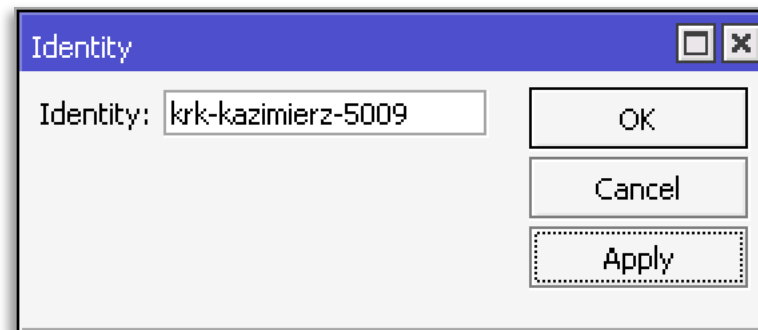 Identity
Identity: krk-kazimierz-5009
OK
Cancel
Apply